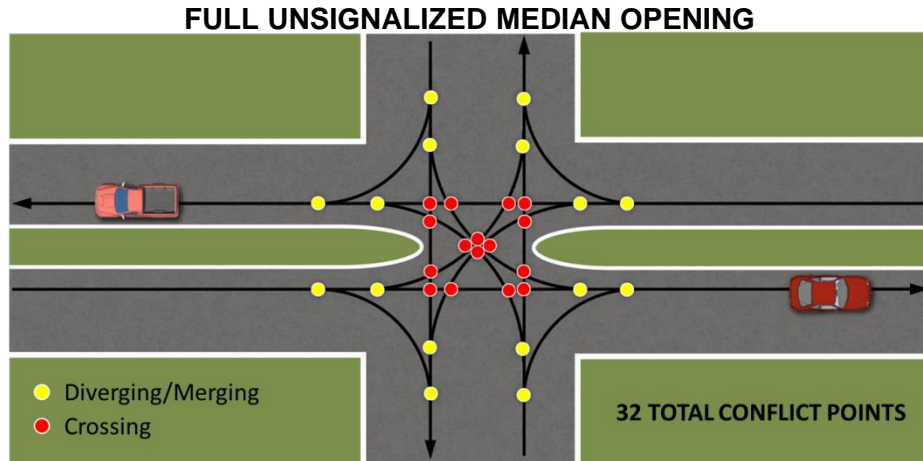 FULL UNSIGNALIZED MEDIAN OPENING
Diverging/Merging
Crossing
32 TOTAL CONFLICT POINTS